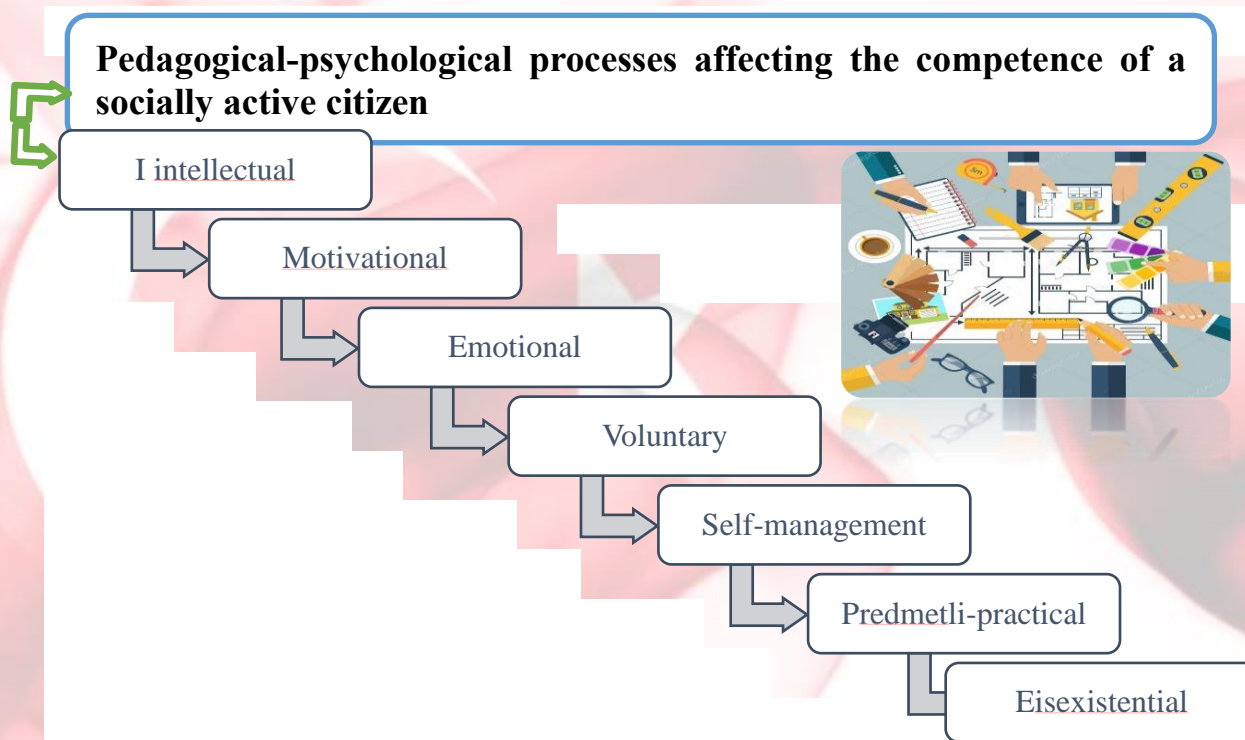 Pedagogical-psychological processes affecting the competence of a
socially active citizen
I intellectual
Motivational
Emotional
Voluntary
Self-management
Predmetli-practical
Eisexistential